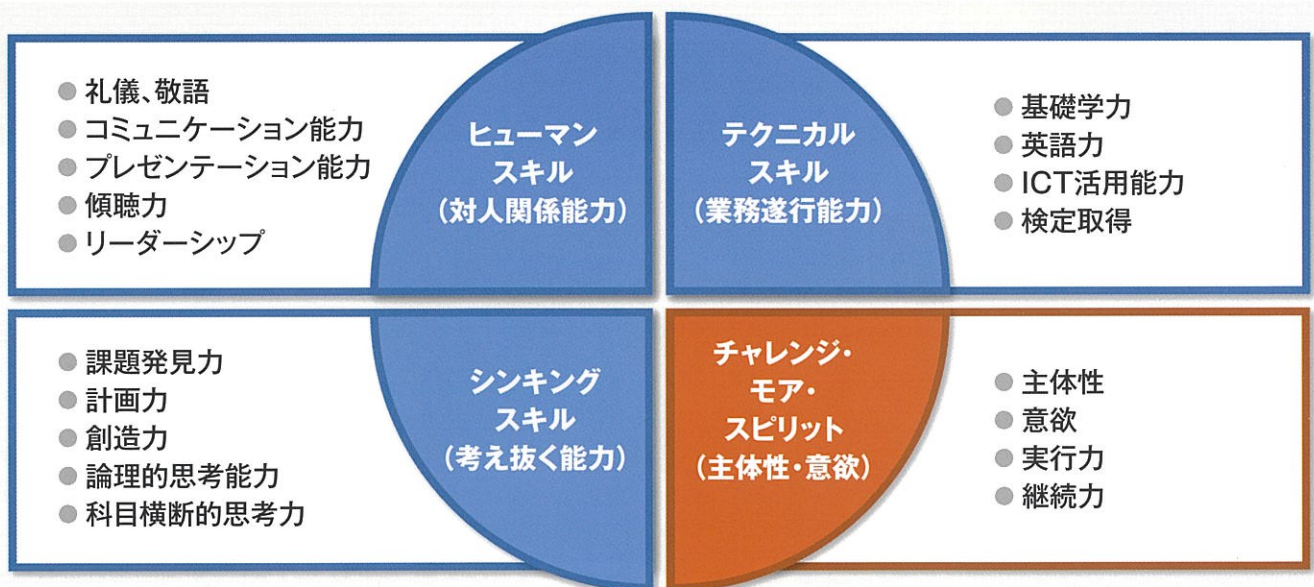 ● 礼儀、敬語
● コミュニケーション能力
● プレゼンテーション能力
● 傾聴力
● リーダーシップ
ヒューマン
スキル
(対人関係能力)
テクニカル
スキル
(業務遂行能力)
● 基礎学力
● 英語力
● ICT活用能力
● 検定取得
● 課題発見力
● 計画力
● 創造力
● 論理的思考能力
● 科目横断的思考力
シンキング
スキル
(考え抜く能力)
チャレンジ・
モア・
スピリット
(主体性・意欲)
● 主体性
● 意欲
● 実行力
● 継続力